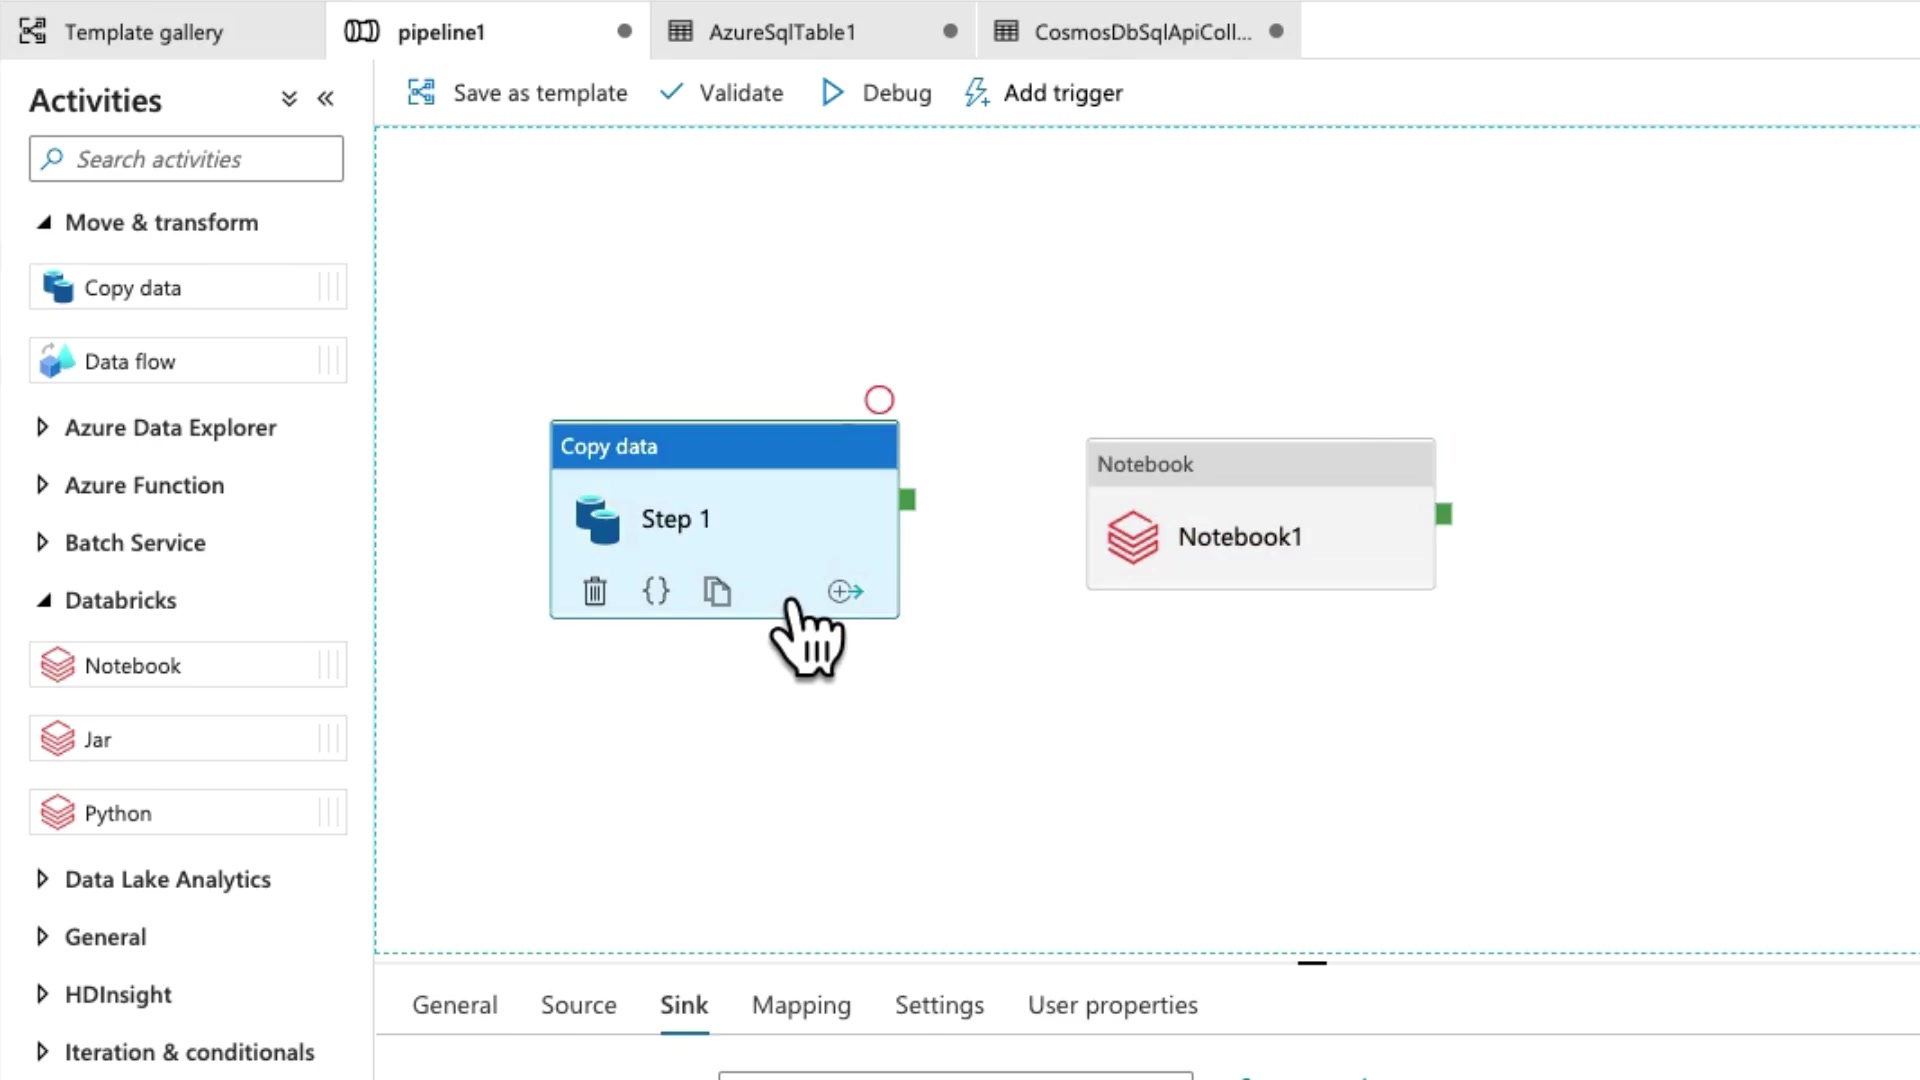 Template gallery
pipeline1
AzureSqlTable1
CosmosDbSqlApiColl...
Activities
Save as template
Validate
Debug
Add trigger
Search activities
Move & transform
Copy data
Data flow
Azure Data Explorer
Azure Function
Batch Service
Databricks
Notebook
Jar
Python
Data Lake Analytics
General
HDInsight
Iteration & conditionals
Copy data
Step 1
Notebook
Notebook1
General
Source
Sink
Mapping
Settings
User properties